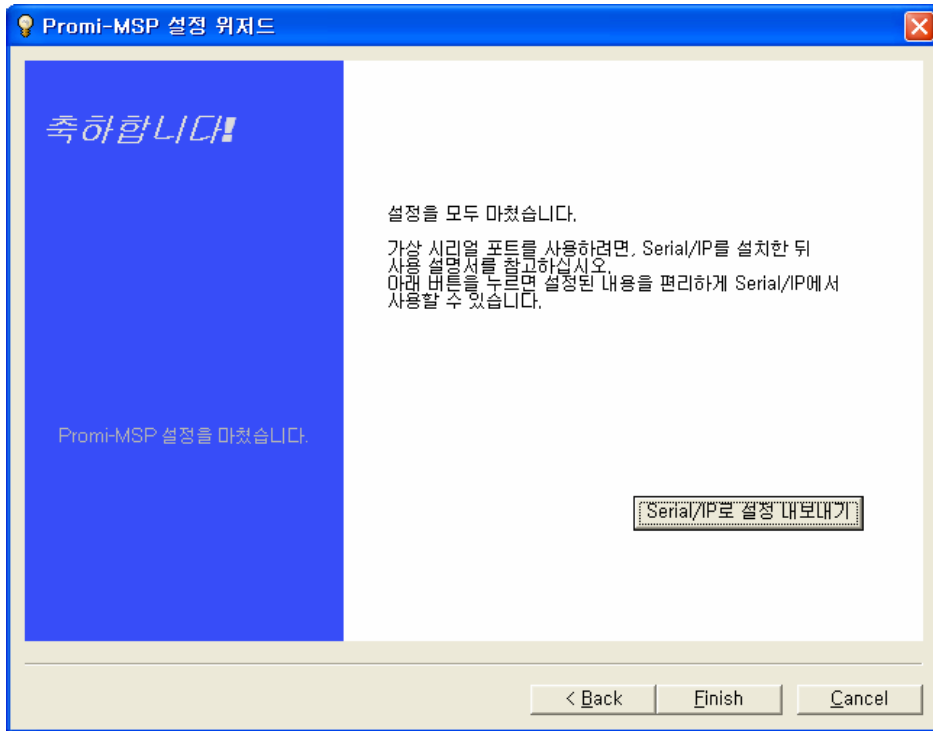 Promi-MSP 설정 위저드
축하합니다!
설정을 모두 마쳤습니다.
가상 시리얼 포트를 사용하려면, Serial/IP를 설치한 뒤
사용 설명서를 참고하십시오.
아래 버튼을 누르면 설정된 내용을 편리하게 Serial/IP에서
사용할 수 있습니다.
Promi-MSP 설정을 마쳤습니다.
Serial/IP로 설정 내보내기
< Back
Finish
Cancel